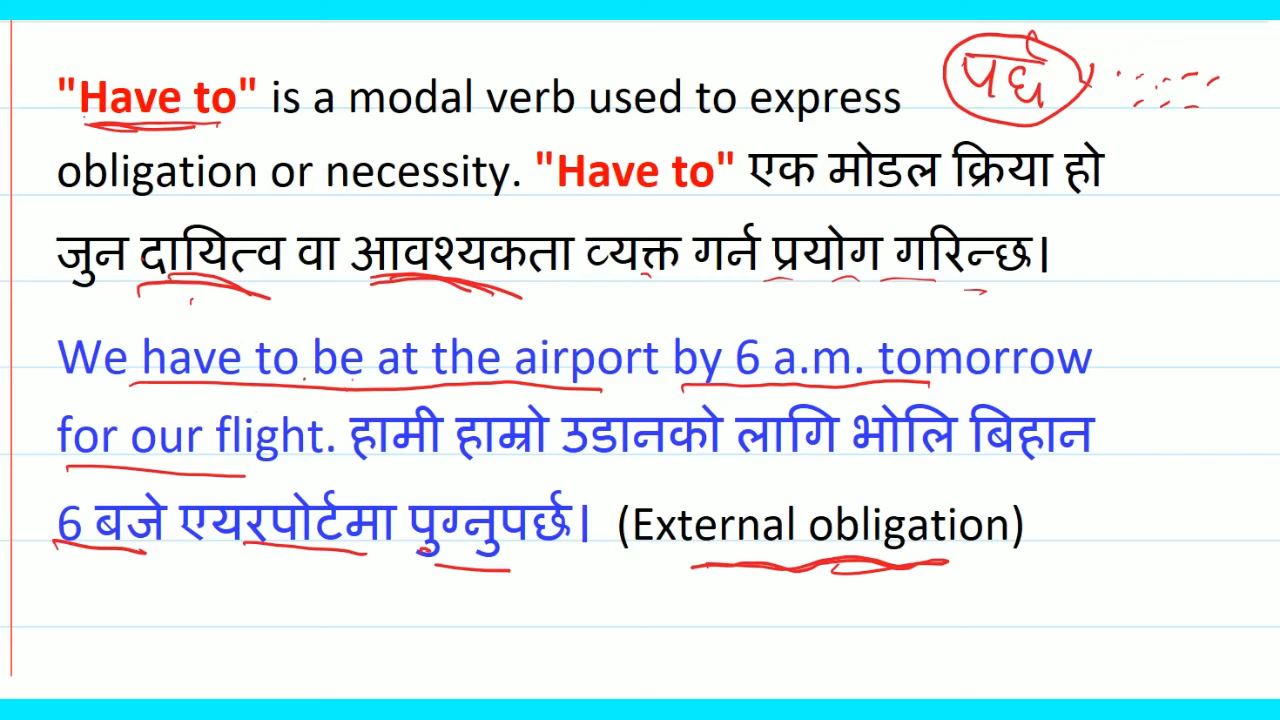 "Have to" is a modal verb used to express
पर्छ
obligation or necessity. "Have to" एक मोडल क्रिया हो
जुन दायित्व वा आवश्यकता व्यक्त गर्न प्रयोग गरिन्छ।
We have to be at the airport by 6 a.m. tomorrow
for our flight. हामी हाम्रो उडानको लागि भोलि बिहान
6 बजे एयरपोर्टमा पुग्नुपर्छ। (External obligation)